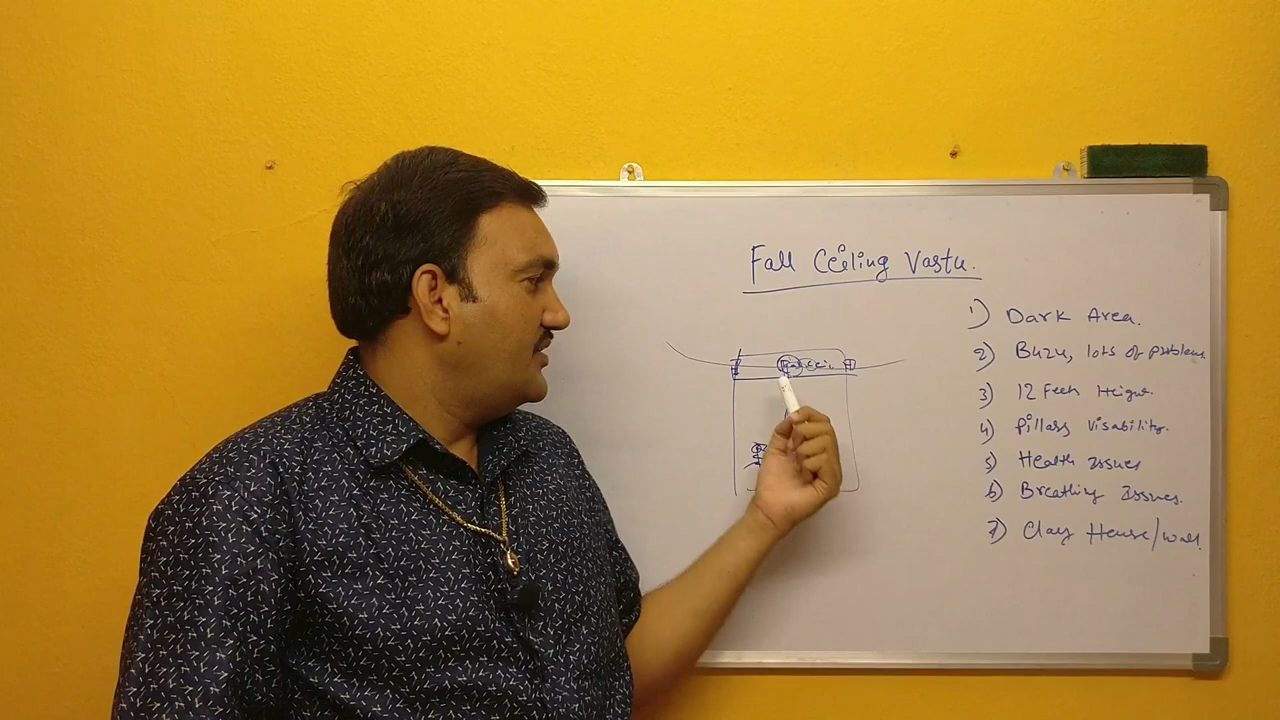 Fall Ceiling Vastu.
1) Dark Area.
2) Buzu, lots of problems
3) 12 Feet Height.
4) Pillars Visability.
5) Health Issues
6) Breathing Issues.
7) Clay House/wall.